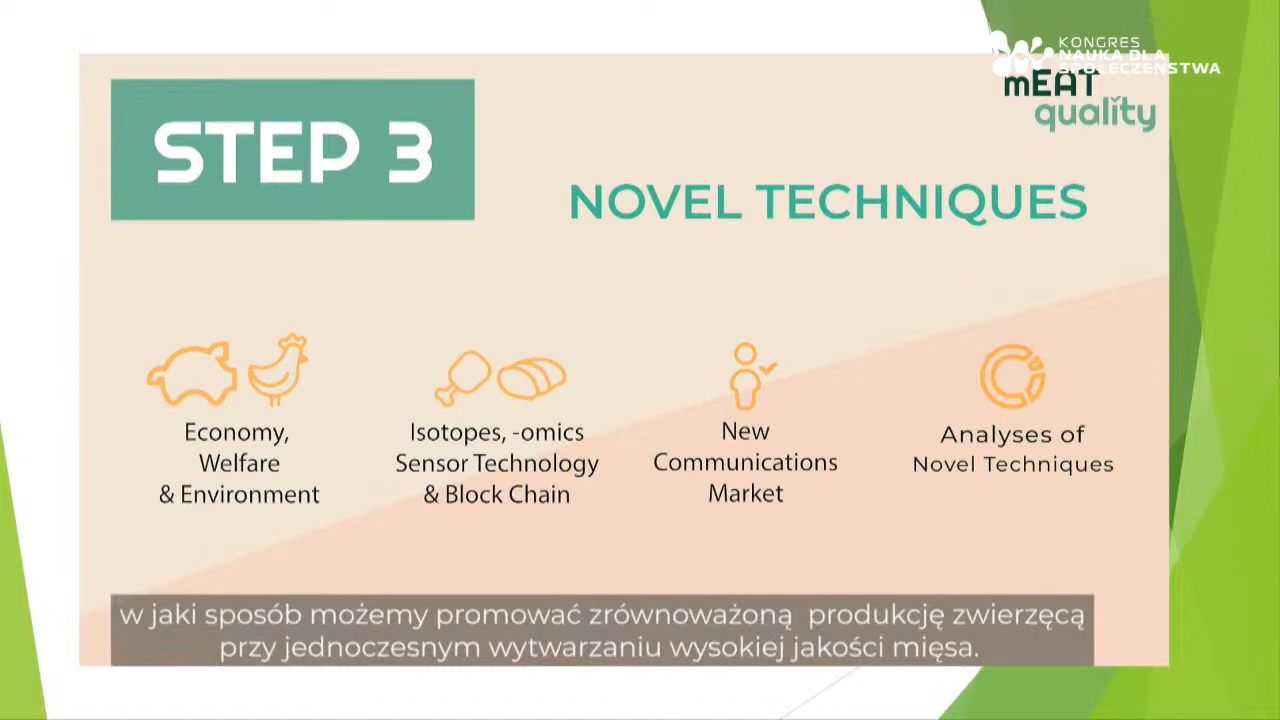 KONGRES
NAUKA DLA
SPOŁECZEŃSTWA
mEAT
quality
STEP 3
NOVEL TECHNIQUES
Economy,
Welfare
& Environment
Isotopes, -omics
Sensor Technology
& Block Chain
New
Communications
Market
Analyses of
Novel Techniques
w jaki sposób możemy promować zrównoważoną produkcję zwierzęcą
przy jednoczesnym wytwarzaniu wysokiej jakości mięsa.